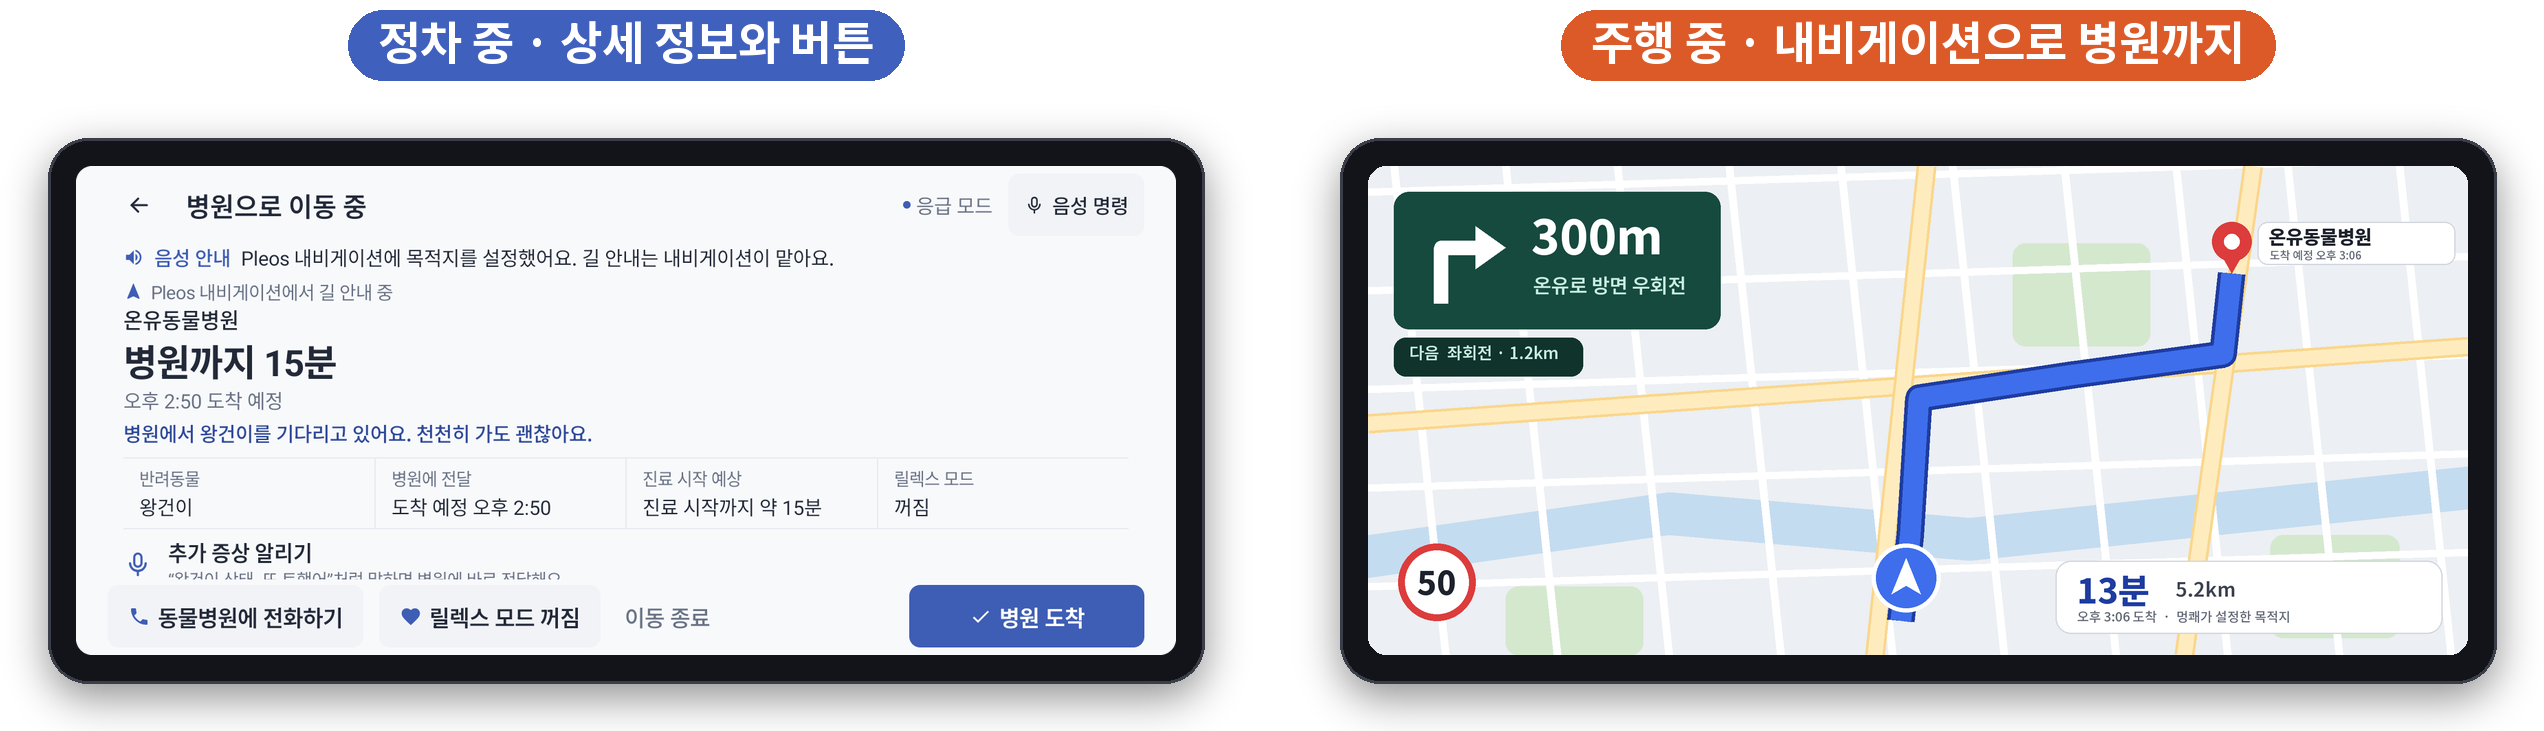 정차 중 · 상세 정보와 버튼
병원으로 이동 중
응급 모드
음성 명령
음성 안내 Pleos 내비게이션에 목적지를 설정했어요. 길 안내는 내비게이션이 맡아요.
Pleos 내비게이션에서 길 안내 중
온유동물병원
병원까지 15분
오후 2:50 도착 예정
병원에서 왕건이를 기다리고 있어요. 천천히 가도 괜찮아요.
반려동물
왕건이
병원에 전달
도착 예정 오후 2:50
진료 시작 예상
진료 시작까지 약 15분
릴렉스 모드
꺼짐
추가 증상 알리기
동물병원에 전화하기
릴렉스 모드 꺼짐
이동 종료
병원 도착
주행 중 · 내비게이션으로 병원까지
300m
온유로 방면 우회전
다음 좌회전 · 1.2km
온유동물병원
도착 예정 오후 3:06
50
13분 5.2km
오후 3:06 도착 · 멍쾌가 설정한 목적지